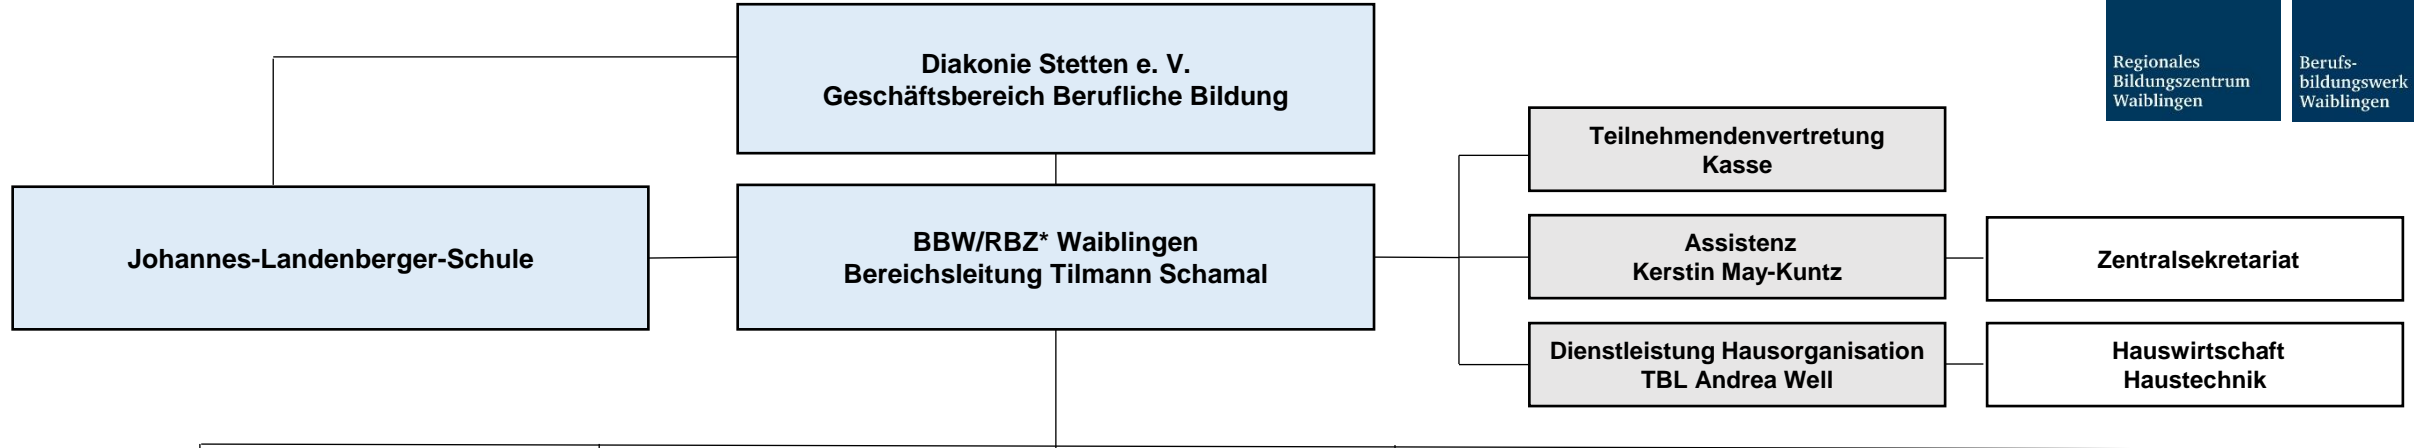 Diakonie Stetten e. V.
Geschäftsbereich Berufliche Bildung
Regionales
Bildungszentrum
Waiblingen
Berufs-
bildungswerk
Waiblingen
Teilnehmendenvertretung
Kasse
Johannes-Landenberger-Schule
BBW/RBZ* Waiblingen
Bereichsleitung Tilmann Schamal
Assistenz
Kerstin May-Kuntz
Zentralsekretariat
Dienstleistung Hausorganisation
TBL Andrea Well
Hauswirtschaft
Haustechnik